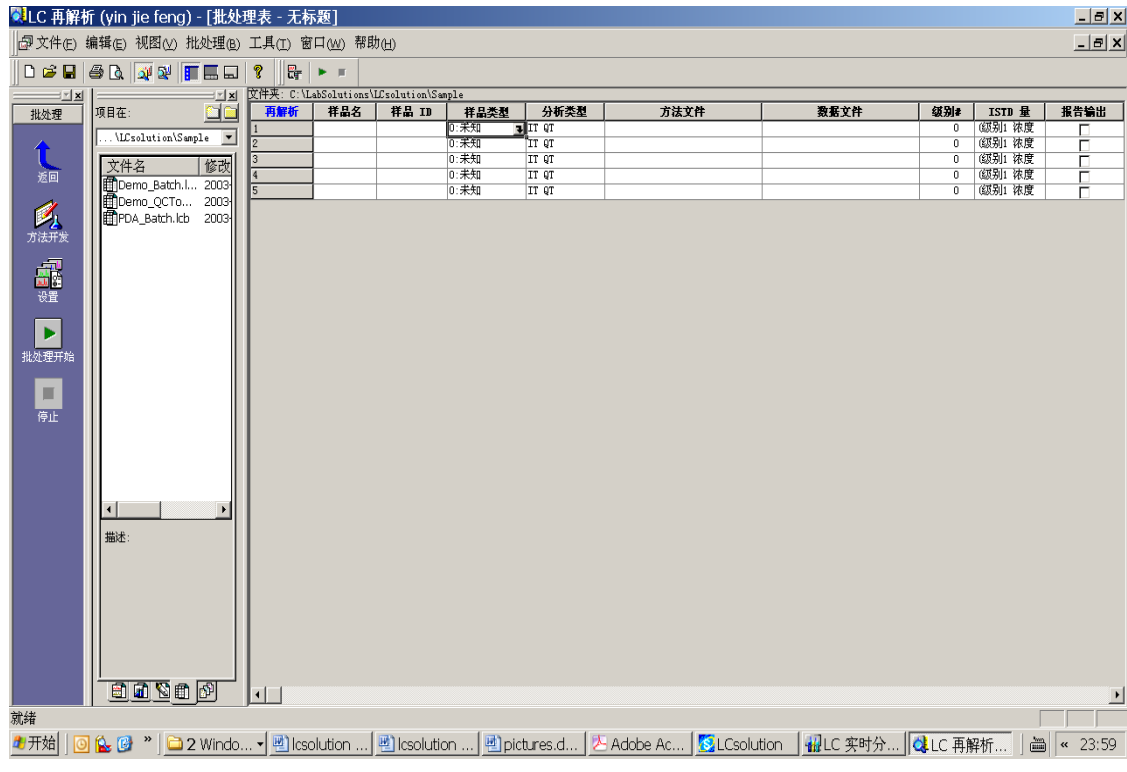 LC 再解析 (yin jie feng) - [批处理表 - 无标题]
文件(F) 编辑(E) 视图(V) 批处理(B) 工具(T) 窗口(W) 帮助(H)
批处理
返回
方法开发
设置
批处理开始
停止
项目在:
...\LCsolution\Sample
文件名 修改
Demo_Batch.l... 2003-
Demo_QCTo... 2003-
PDA_Batch.lcb 2003-
描述:
文件夹: C:\LabSolutions\LCsolution\Sample
再解析 样品名 样品 ID 样品类型 分析类型 方法文件 数据文件 级别# ISTD 量 报告输出
1 0:未知 IT QT 0 (级别1 浓度
2 0:未知 IT QT 0 (级别1 浓度
3 0:未知 IT QT 0 (级别1 浓度
4 0:未知 IT QT 0 (级别1 浓度
5 0:未知 IT QT 0 (级别1 浓度
就绪
开始 » 2 Windo... lcsolution ... lcsolution ... pictures.d... Adobe Ac... LCsolution LC 实时分... LC 再解析... « 23:59